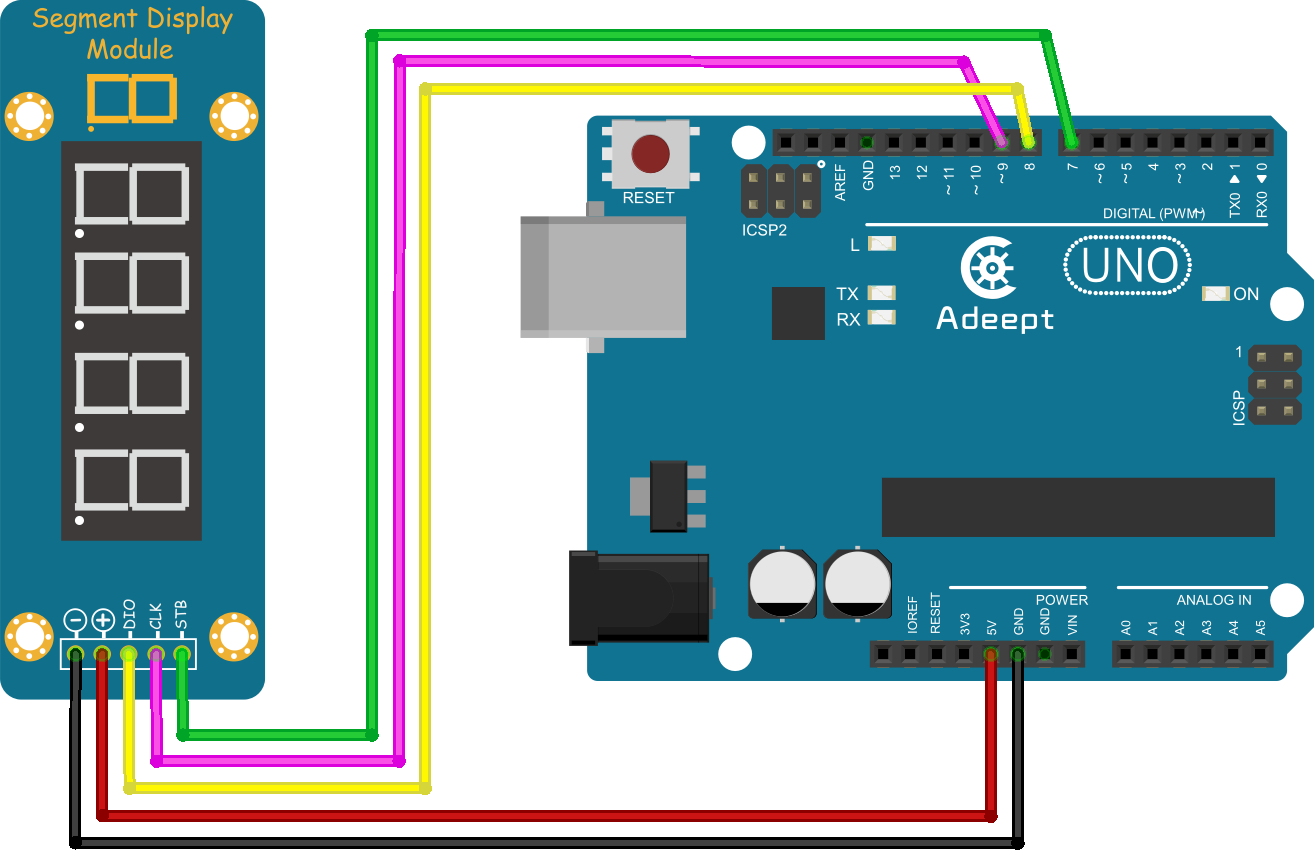 Segment Display
Module
DIO
CLK
STB
RESET
ICSP2
AREF
GND
13
12
~ 11
~ 10
~ 9
8
7
~ 6
~ 5
4
~ 3
2
TX0 ▶ 1
RX0 ◀ 0
DIGITAL (PWM~)
L
TX
RX
Adeept
UNO
ON
1
ICSP
POWER
ANALOG IN
IOREF
RESET
3V3
5V
GND
GND
VIN
A0
A1
A2
A3
A4
A5